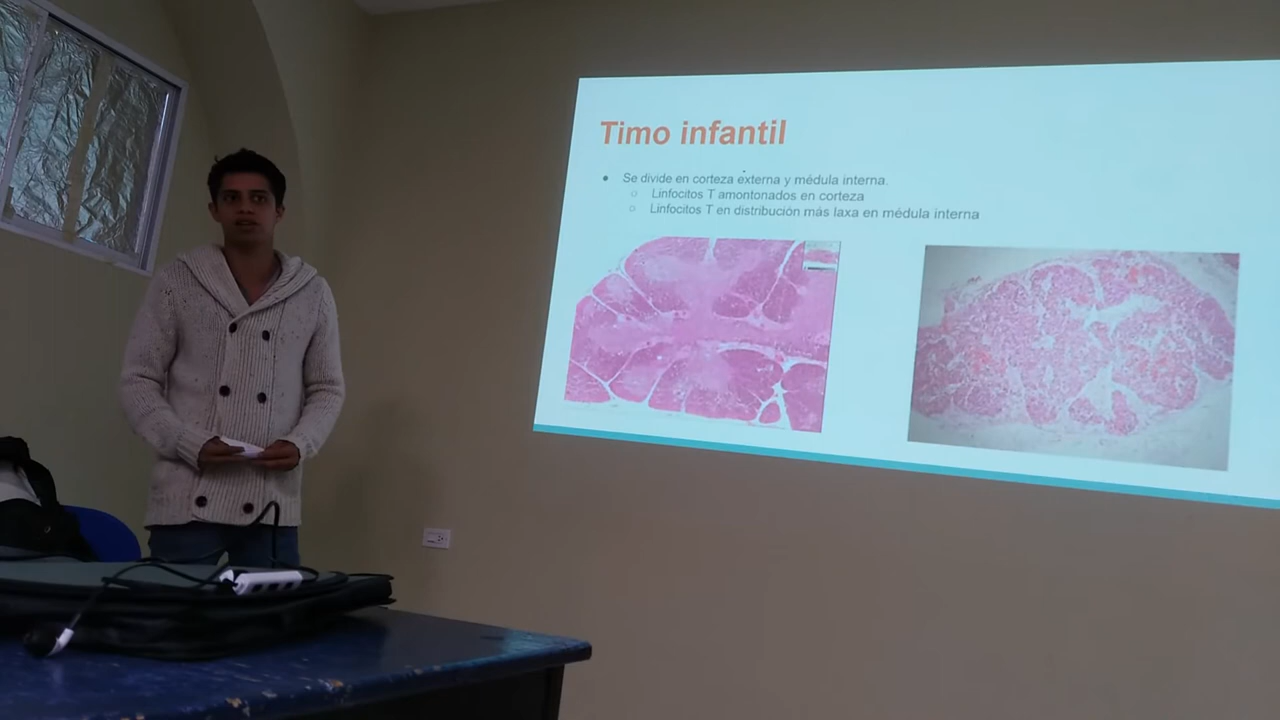 Timo infantil
● Se divide en corteza externa y médula interna.
○ Linfocitos T amontonados en corteza
○ Linfocitos T en distribución más laxa en médula interna